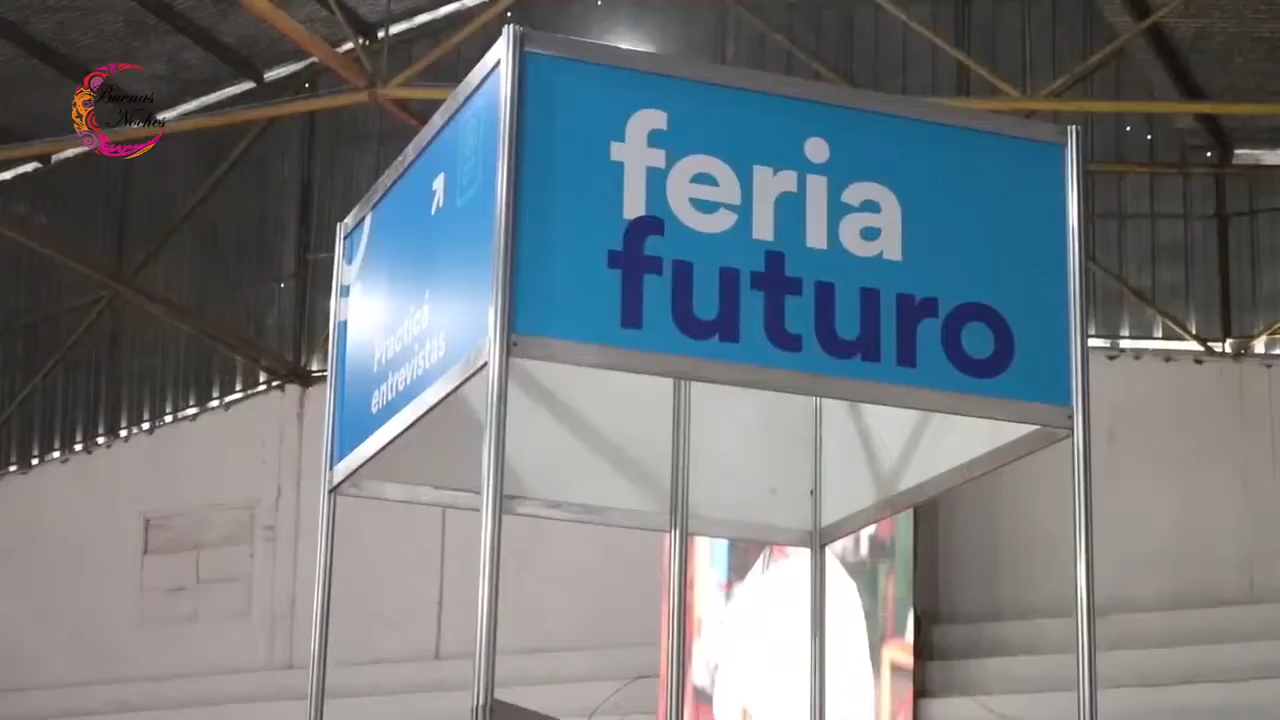 Buenas
Noches
feria
futuro
Practicá
entrevistas